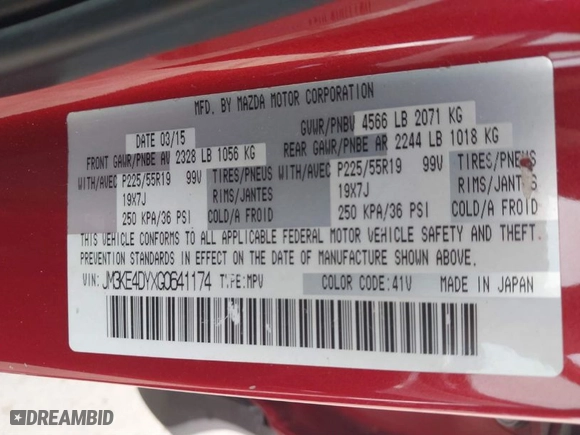 MFD. BY MAZDA MOTOR CORPORATION
DATE 03/15 GVWR/PNBV 4566 LB 2071 KG
FRONT GAWR/PNBE AV 2328 LB 1056 KG REAR GAWR/PNBE AR 2244 LB 1018 KG
WITH/AVEC P225/55R19 99V TIRES/PNEUS WITH/AVEC P225/55R19 99V TIRES/PNEUS
19X7J RIMS/JANTES 19X7J RIMS/JANTES
250 KPA/36 PSI COLD/A FROID 250 KPA/36 PSI COLD/A FROID
THIS VEHICLE CONFORMS TO ALL APPLICABLE FEDERAL MOTOR VEHICLE SAFETY AND THEFT
PREVENTION STANDARDS IN EFFECT ON THE DATE OF MANUFACTURE SHOWN ABOVE.
VIN: JM3KE4DYXG0641174 TYPE:MPV COLOR CODE:41V MADE IN JAPAN
DREAMBID